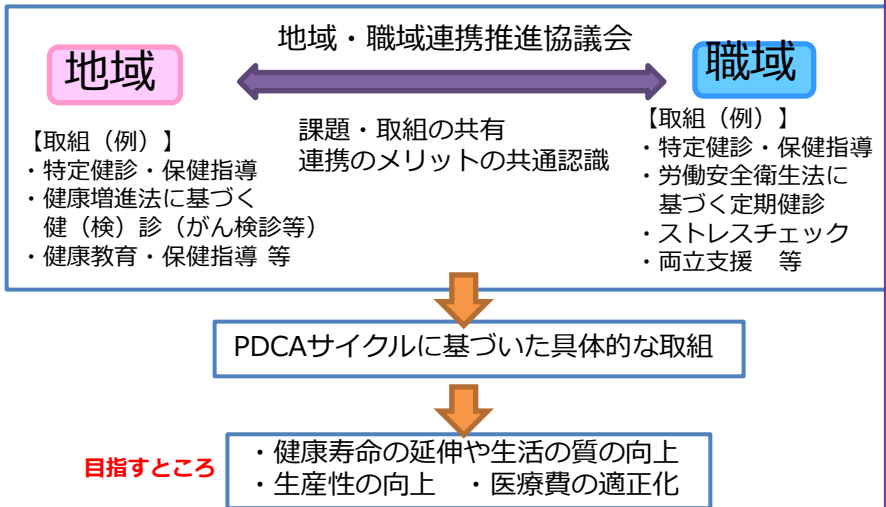 地域・職域連携推進協議会
地域
職域
【取組（例）】
・特定健診・保健指導
・健康増進法に基づく
健（検）診（がん検診等）
・健康教育・保健指導 等
課題・取組の共有
連携のメリットの共通認識
【取組（例）】
・特定健診・保健指導
・労働安全衛生法に
基づく定期健診
・ストレスチェック
・両立支援　等
PDCAサイクルに基づいた具体的な取組
目指すところ
・健康寿命の延伸や生活の質の向上
・生産性の向上　・医療費の適正化